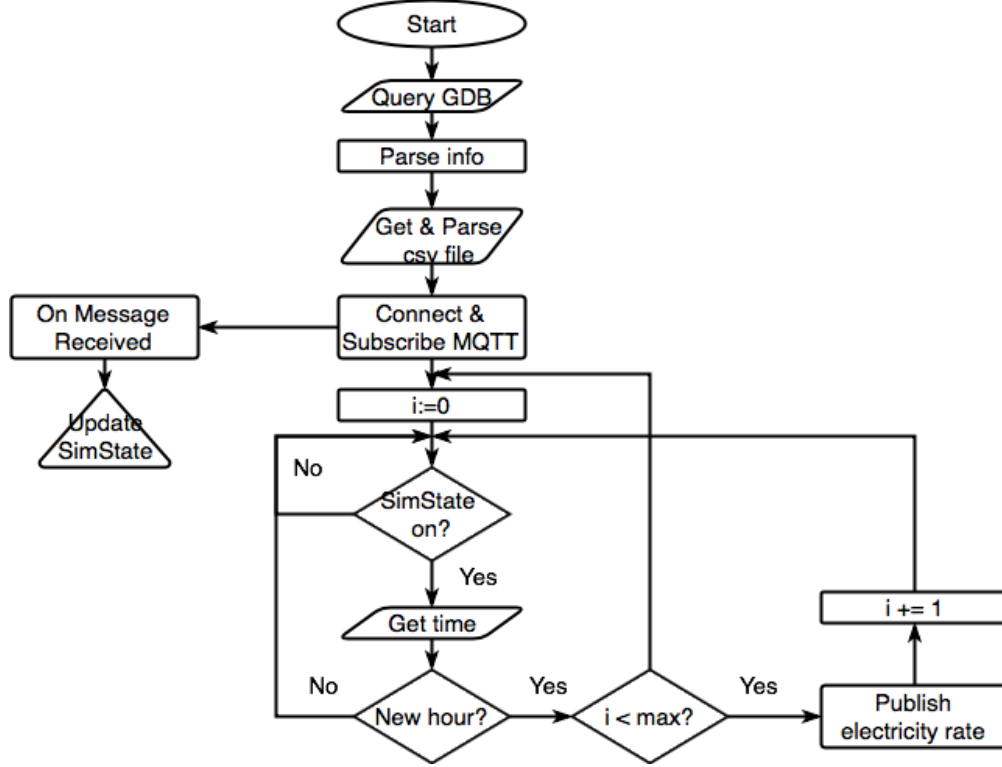 Start
Query GDB
Parse info
Get & Parse
csv file
On Message
Received
Connect &
Subscribe MQTT
Update
SimState
i:=0
No
SimState
on?
Yes
Get time
i += 1
No
New hour?
Yes
i < max?
Yes
Publish
electricity rate